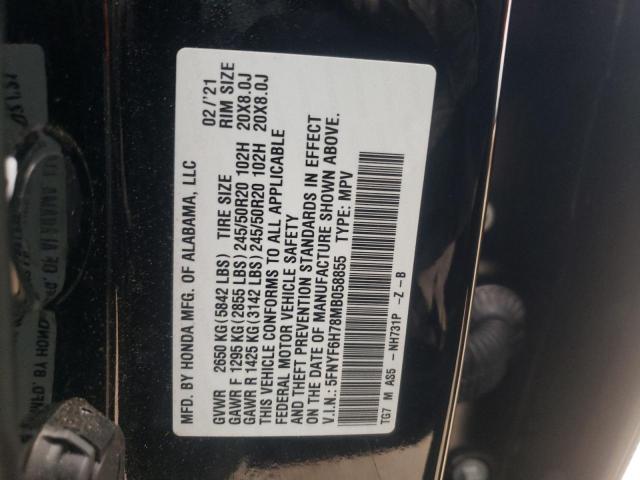 MFD. BY HONDA MFG. OF ALABAMA, LLC
02/'21
GVWR 2650 KG (5842 LBS) TIRE SIZE RIM SIZE
GAWR F 1295 KG (2855 LBS) 245/50R20 102H 20X8.0J
GAWR R 1425 KG (3142 LBS) 245/50R20 102H 20X8.0J
THIS VEHICLE CONFORMS TO ALL APPLICABLE
FEDERAL MOTOR VEHICLE SAFETY
AND THEFT PREVENTION STANDARDS IN EFFECT
ON THE DATE OF MANUFACTURE SHOWN ABOVE.
V.I.N.: 5FNYF6H78MB058855 TYPE: MPV
TG7 M AS5 - NH731P -Z-B